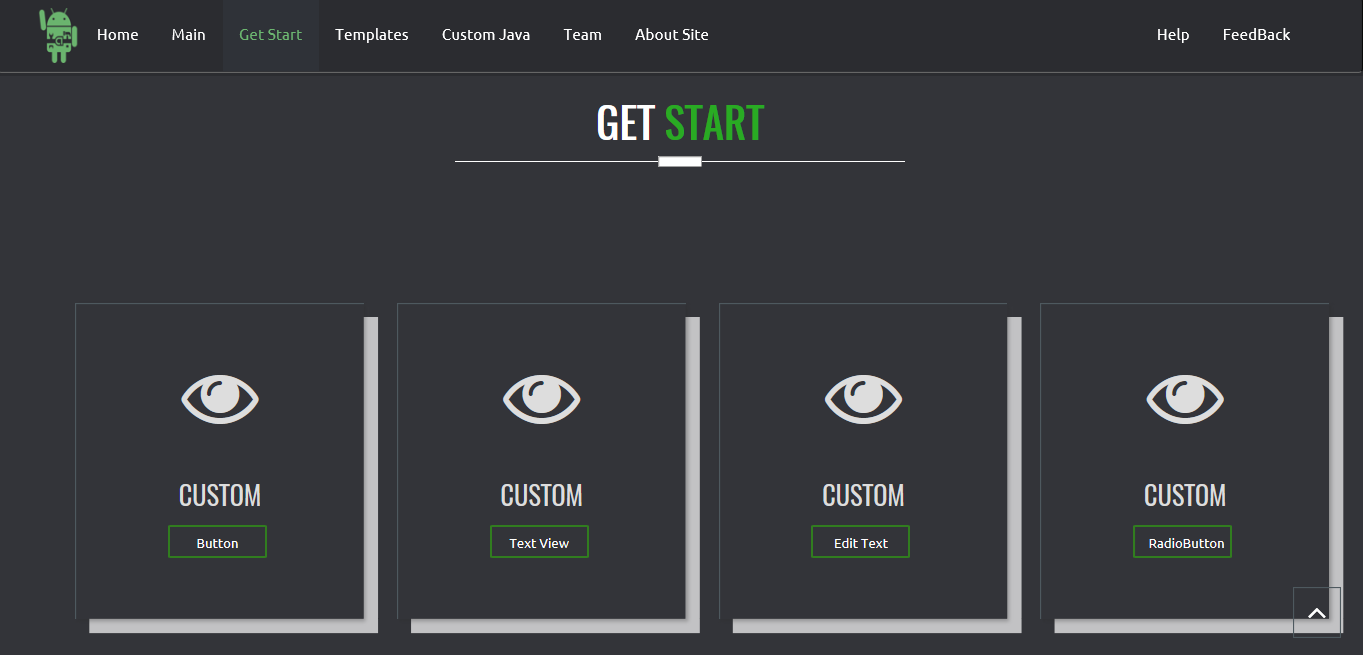 Home Main Get Start Templates Custom Java Team About Site Help FeedBack
GET START
CUSTOM CUSTOM CUSTOM CUSTOM
Button Text View Edit Text RadioButton